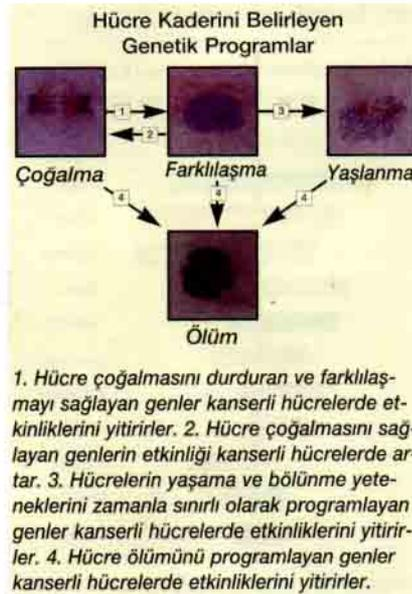 Hücre Kaderini Belirleyen
Genetik Programlar
1
2
3
Çoğalma
Farklılaşma
Yaşlanma
4
4
4
Ölüm
1. Hücre çoğalmasını durduran ve farklılaş-
mayı sağlayan genler kanserli hücrelerde et-
kinliklerini yitirirler. 2. Hücre çoğalmasını sağ-
layan genlerin etkinliği kanserli hücrelerde ar-
tar. 3. Hücrelerin yaşama ve bölünme yete-
neklerini zamanla sınırlı olarak programlayan
genler kanserli hücrelerde etkinliklerini yitirir-
ler. 4. Hücre ölümünü programlayan genler
kanserli hücrelerde etkinliklerini yitirirler.